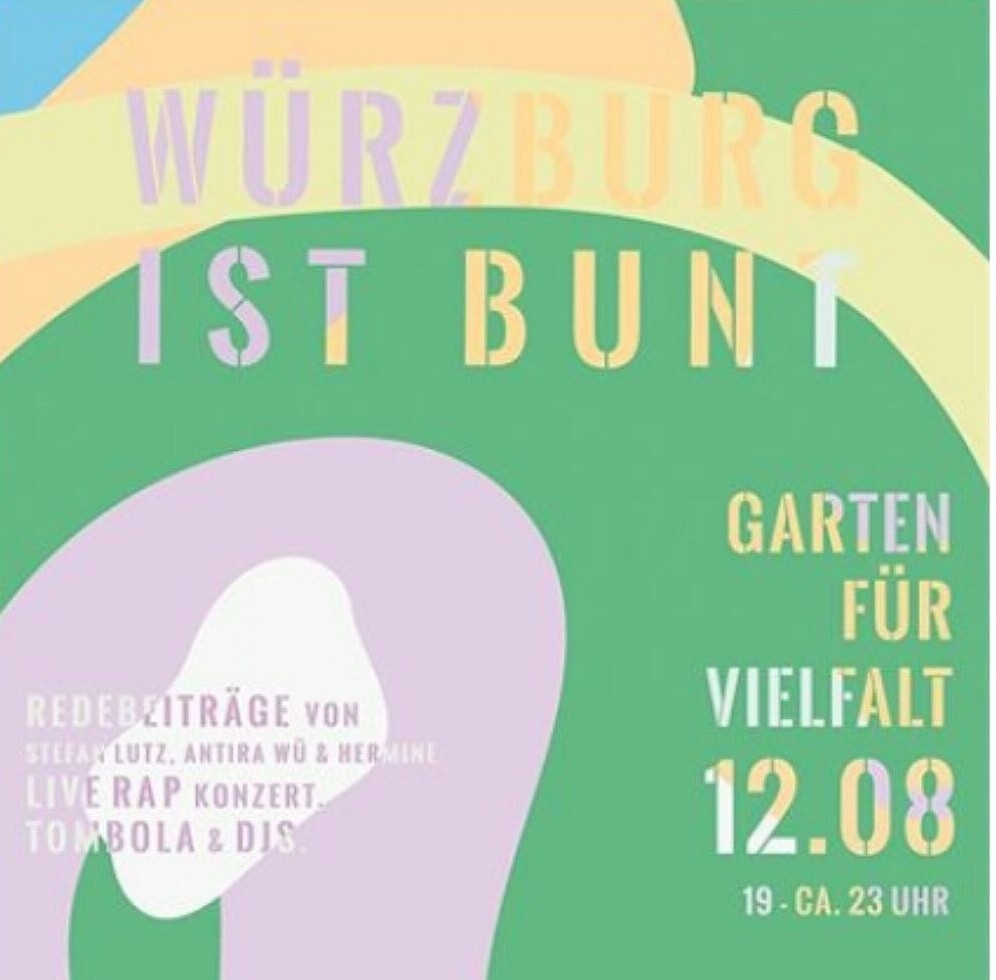 WÜRZBURG
IST BUNT
GARTEN
FÜR
VIELFALT
12.08
19 - CA. 23 UHR
REDEBEITRÄGE VON
STEFAN LUTZ, ANTIRA WÜ & HERMINE
LIVE RAP KONZERT.
TOMBOLA & DJS.